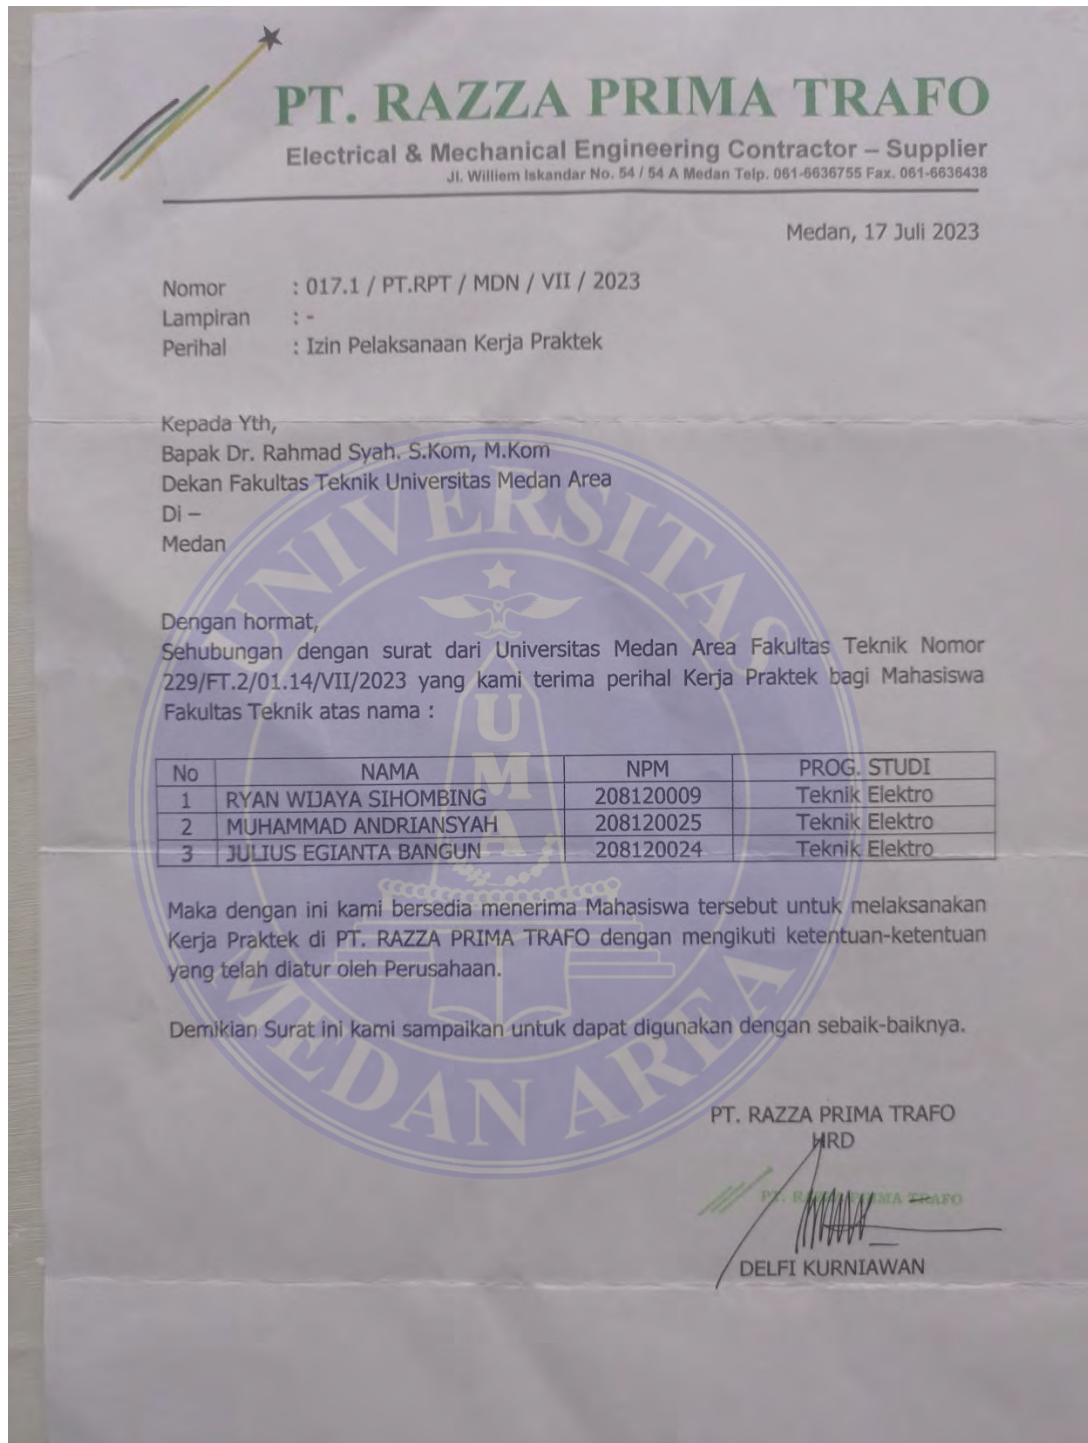 PT. RAZZA PRIMA TRAFO
Electrical & Mechanical Engineering Contractor – Supplier
Jl. Williem Iskandar No. 54 / 54 A Medan Telp. 061-6636755 Fax. 061-6636438
Medan, 17 Juli 2023
Nomor : 017.1 / PT.RPT / MDN / VII / 2023
Lampiran : -
Perihal : Izin Pelaksanaan Kerja Praktek
Kepada Yth,
Bapak Dr. Rahmad Syah. S.Kom, M.Kom
Dekan Fakultas Teknik Universitas Medan Area
Di –
Medan
Dengan hormat,
Sehubungan dengan surat dari Universitas Medan Area Fakultas Teknik Nomor
229/FT.2/01.14/VII/2023 yang kami terima perihal Kerja Praktek bagi Mahasiswa
Fakultas Teknik atas nama :
No NAMA NPM PROG. STUDI
1 RYAN WIJAYA SIHOMBING 208120009 Teknik Elektro
2 MUHAMMAD ANDRIANSYAH 208120025 Teknik Elektro
3 JULIUS EGIANTA BANGUN 208120024 Teknik Elektro
Maka dengan ini kami bersedia menerima Mahasiswa tersebut untuk melaksanakan
Kerja Praktek di PT. RAZZA PRIMA TRAFO dengan mengikuti ketentuan-ketentuan
yang telah diatur oleh Perusahaan.
Demikian Surat ini kami sampaikan untuk dapat digunakan dengan sebaik-baiknya.
PT. RAZZA PRIMA TRAFO
HRD
PT. RAZZA PRIMA TRAFO
DELFI KURNIAWAN
UNIVERSITAS
UMA
MEDAN AREA